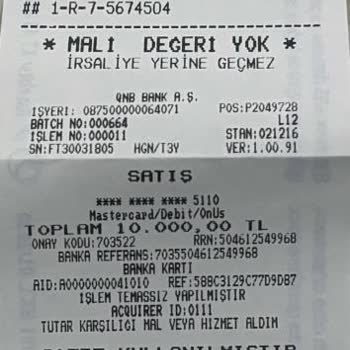 ## 1-R-7-5674504
* MALİ DEĞERİ YOK *
İRSALİYE YERİNE GEÇMEZ
QNB BANK A.Ş.
İŞYERİ: 087500000064071 POS:P2049728
BATCH NO:000664 L12
İŞLEM NO:000011 STAN:021216
SN:FT30031805 HGN/T3Y VER:1.00.91
SATIŞ
**** **** **** 5110
Mastercard/Debit/OnUs
TOPLAM 10.000,00 TL
ONAY KODU:703522 RRN:504612549968
BANKA REFERANS:7035504612549968
BANKA KARTI
AID:A0000000041010 REF:588C3129C77D9D87
İŞLEM TEMASSIZ YAPILMIŞTIR
ACQUIRER ID:0111
TUTAR KARŞILIĞI MAL VEYA HİZMET ALDIM